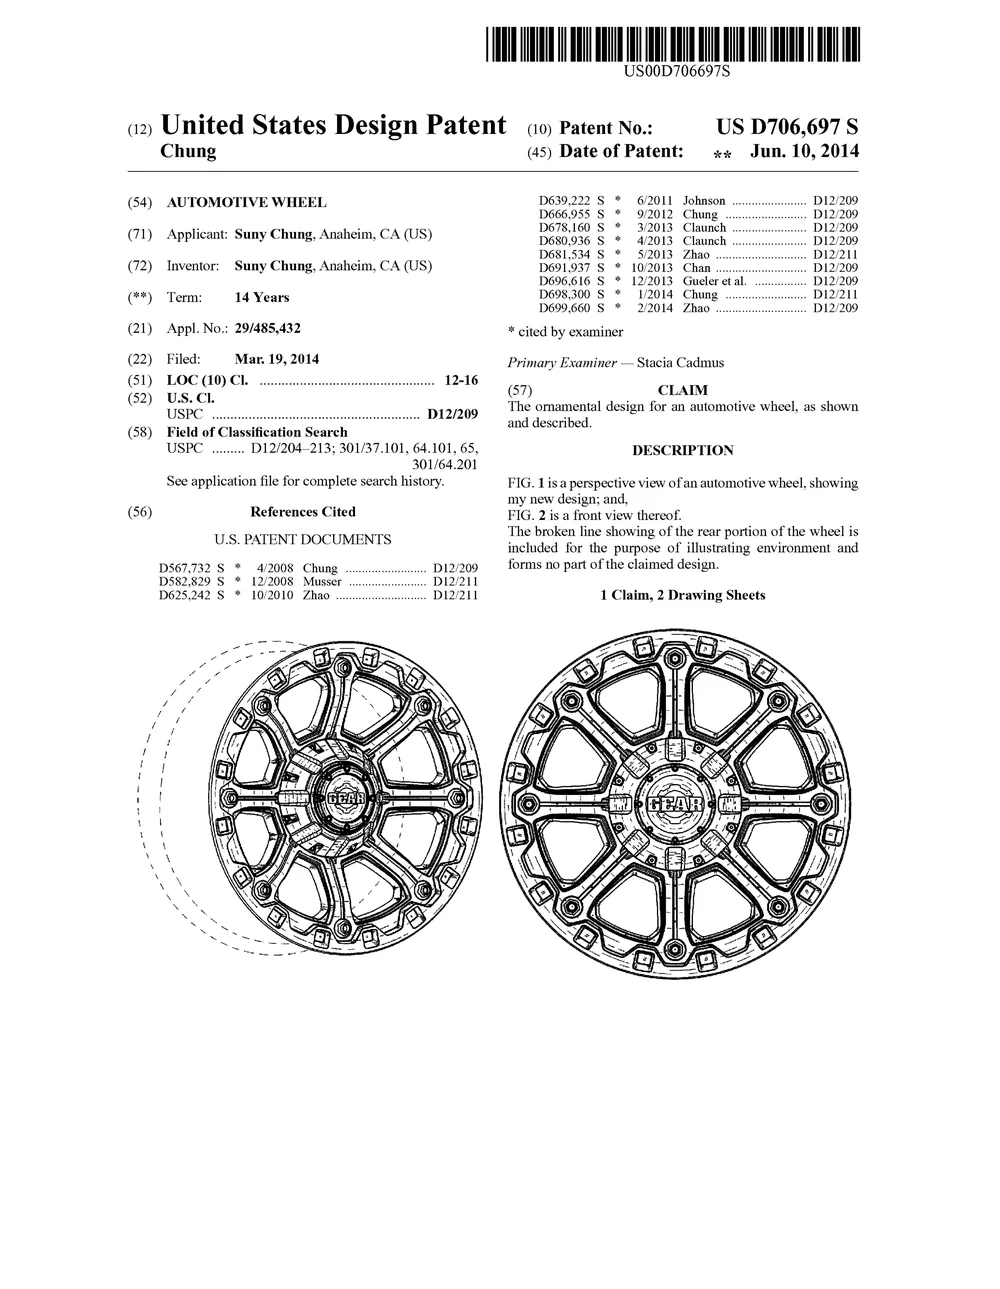 US00D706697S
(12) United States Design Patent
Chung
(10) Patent No.: US D706,697 S
(45) Date of Patent: ** Jun. 10, 2014
(54) AUTOMOTIVE WHEEL
(71) Applicant: Suny Chung, Anaheim, CA (US)
(72) Inventor: Suny Chung, Anaheim, CA (US)
(**) Term: 14 Years
(21) Appl. No.: 29/485,432
(22) Filed: Mar. 19, 2014
(51) LOC (10) Cl. ................................................ 12-16
(52) U.S. Cl.
USPC ......................................................... D12/209
(58) Field of Classification Search
USPC ......... D12/204–213; 301/37.101, 64.101, 65,
301/64.201
See application file for complete search history.
(56) References Cited
U.S. PATENT DOCUMENTS
D567,732 S * 4/2008 Chung ......................... D12/209
D582,829 S * 12/2008 Musser ........................ D12/211
D625,242 S * 10/2010 Zhao ............................ D12/211
D639,222 S * 6/2011 Johnson ....................... D12/209
D666,955 S * 9/2012 Chung ......................... D12/209
D678,160 S * 3/2013 Claunch ....................... D12/209
D680,936 S * 4/2013 Claunch ....................... D12/209
D681,534 S * 5/2013 Zhao ............................ D12/211
D691,937 S * 10/2013 Chan ............................ D12/209
D696,616 S * 12/2013 Gueler et al. ................ D12/209
D698,300 S * 1/2014 Chung ......................... D12/211
D699,660 S * 2/2014 Zhao ............................ D12/209
* cited by examiner
Primary Examiner — Stacia Cadmus
(57) CLAIM
The ornamental design for an automotive wheel, as shown
and described.
DESCRIPTION
FIG. 1 is a perspective view of an automotive wheel, showing
my new design; and,
FIG. 2 is a front view thereof.
The broken line showing of the rear portion of the wheel is
included for the purpose of illustrating environment and
forms no part of the claimed design.
1 Claim, 2 Drawing Sheets
GEAR
GEAR